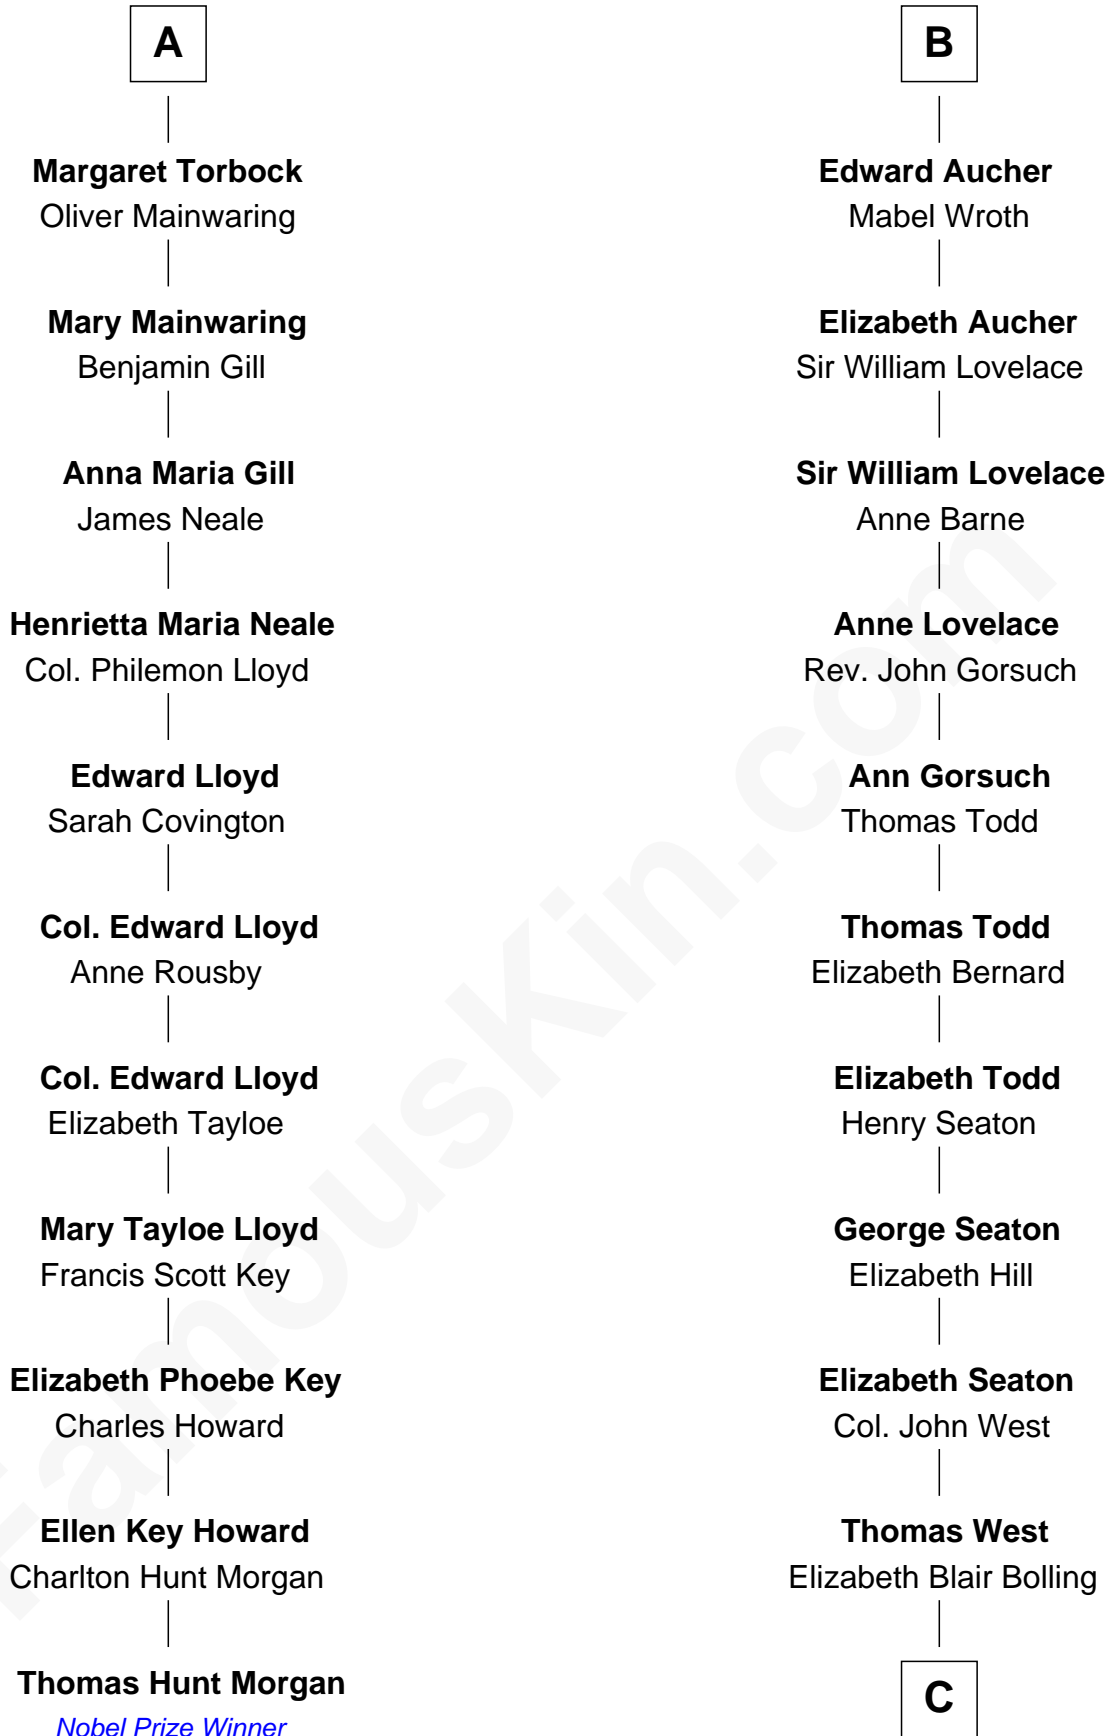 A
Margaret Torbock
Oliver Mainwaring
Mary Mainwaring
Benjamin Gill
Anna Maria Gill
James Neale
Henrietta Maria Neale
Col. Philemon Lloyd
Edward Lloyd
Sarah Covington
Col. Edward Lloyd
Anne Rousby
Col. Edward Lloyd
Elizabeth Tayloe
Mary Tayloe Lloyd
Francis Scott Key
Elizabeth Phoebe Key
Charles Howard
Ellen Key Howard
Charlton Hunt Morgan
Thomas Hunt Morgan
Nobel Prize Winner
B
Edward Aucher
Mabel Wroth
Elizabeth Aucher
Sir William Lovelace
Sir William Lovelace
Anne Barne
Anne Lovelace
Rev. John Gorsuch
Ann Gorsuch
Thomas Todd
Thomas Todd
Elizabeth Bernard
Elizabeth Todd
Henry Seaton
George Seaton
Elizabeth Hill
Elizabeth Seaton
Col. John West
Thomas West
Elizabeth Blair Bolling
C
FamousKin.com